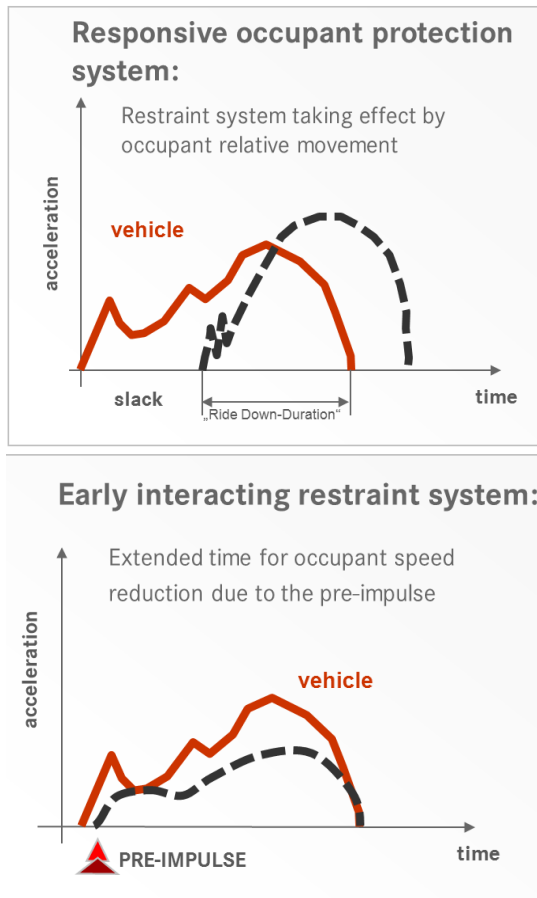 Responsive occupant protection
system:
Restraint system taking effect by
occupant relative movement
acceleration
vehicle
slack
time
„Ride Down-Duration“
Early interacting restraint system:
Extended time for occupant speed
reduction due to the pre-impulse
acceleration
vehicle
PRE-IMPULSE
time